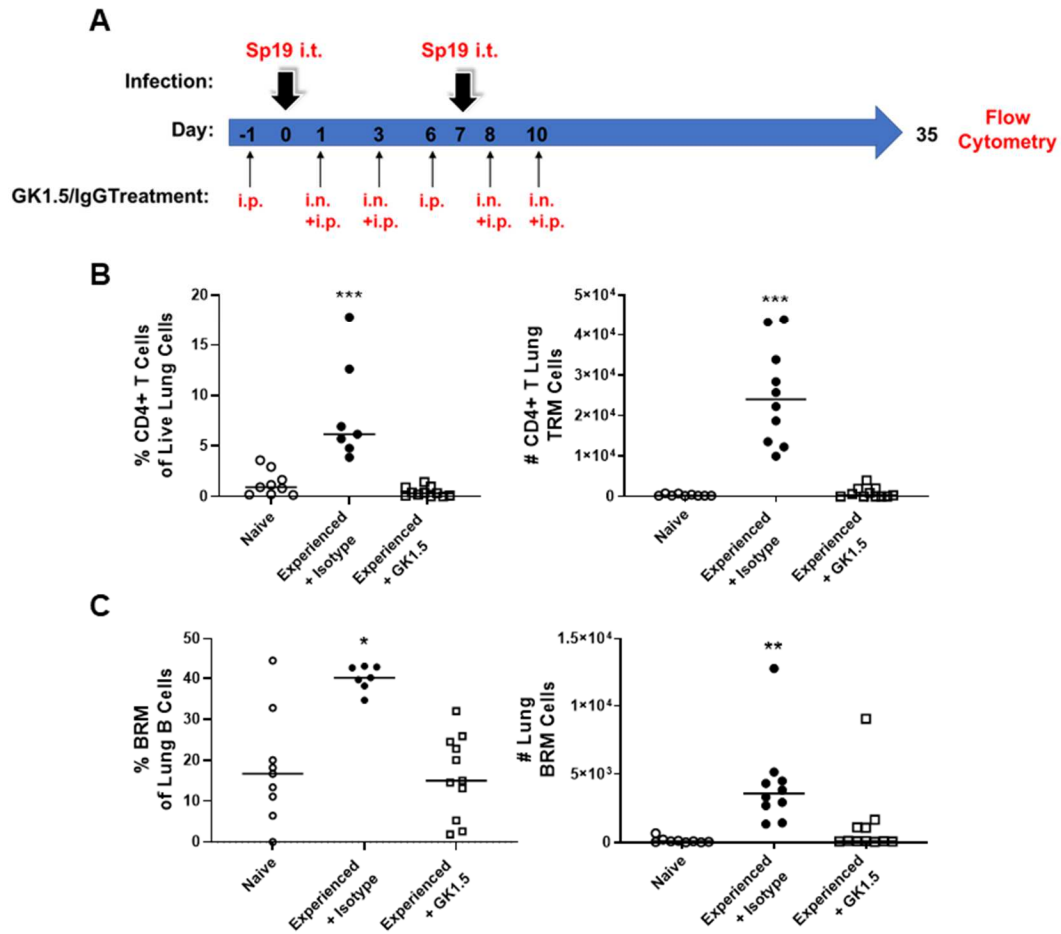 A
Sp19 i.t. Sp19 i.t.
Infection:
Day: -1 0 1 3 6 7 8 10 35 Flow
Cytometry
GK1.5/IgGTreatment: i.p. i.n. i.n. i.p. i.n. i.n.
+i.p. +i.p. +i.p. +i.p.
B
% CD4+ T Cells
of Live Lung Cells
20
15
10
5
0
***
Naive
Experienced
+ Isotype
Experienced
+ GK1.5
# CD4+ T Lung
TRM Cells
5×10⁴
4×10⁴
3×10⁴
2×10⁴
1×10⁴
0
***
Naive
Experienced
+ Isotype
Experienced
+ GK1.5
C
% BRM
of Lung B Cells
50
40
30
20
10
0
*
Naive
Experienced
+ Isotype
Experienced
+ GK1.5
# Lung
BRM Cells
1.5×10⁴
1×10⁴
5×10³
0
**
Naive
Experienced
+ Isotype
Experienced
+ GK1.5